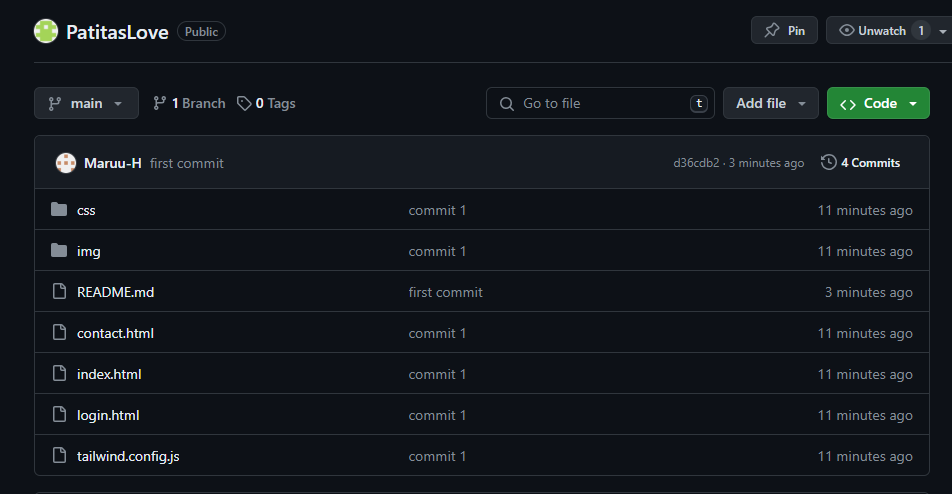 PatitasLove Public Pin Unwatch 1
main 1 Branch 0 Tags Go to file t Add file Code
Maruu-H first commit d36cdb2 · 3 minutes ago 4 Commits
css commit 1 11 minutes ago
img commit 1 11 minutes ago
README.md first commit 3 minutes ago
contact.html commit 1 11 minutes ago
index.html commit 1 11 minutes ago
login.html commit 1 11 minutes ago
tailwind.config.js commit 1 11 minutes ago